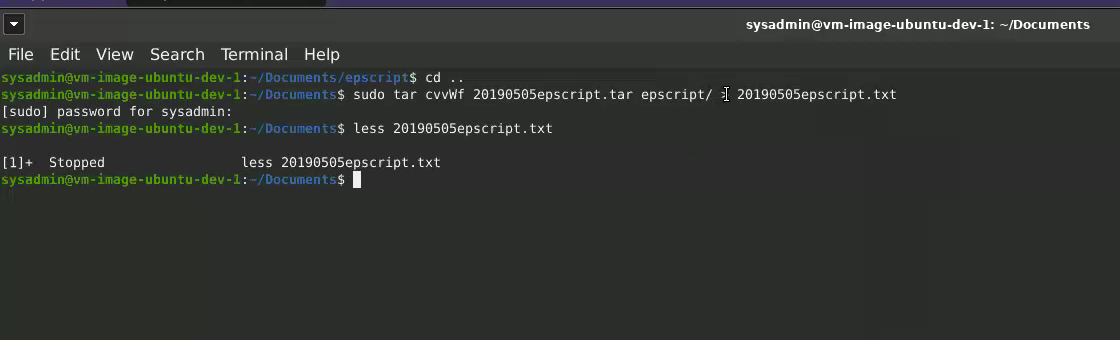 sysadmin@vm-image-ubuntu-dev-1: ~/Documents
File Edit View Search Terminal Help
sysadmin@vm-image-ubuntu-dev-1:~/Documents/epscript$ cd ..
sysadmin@vm-image-ubuntu-dev-1:~/Documents$ sudo tar cvvWf 20190505epscript.tar epscript/ > 20190505epscript.txt
[sudo] password for sysadmin:
sysadmin@vm-image-ubuntu-dev-1:~/Documents$ less 20190505epscript.txt
[1]+  Stopped                 less 20190505epscript.txt
sysadmin@vm-image-ubuntu-dev-1:~/Documents$